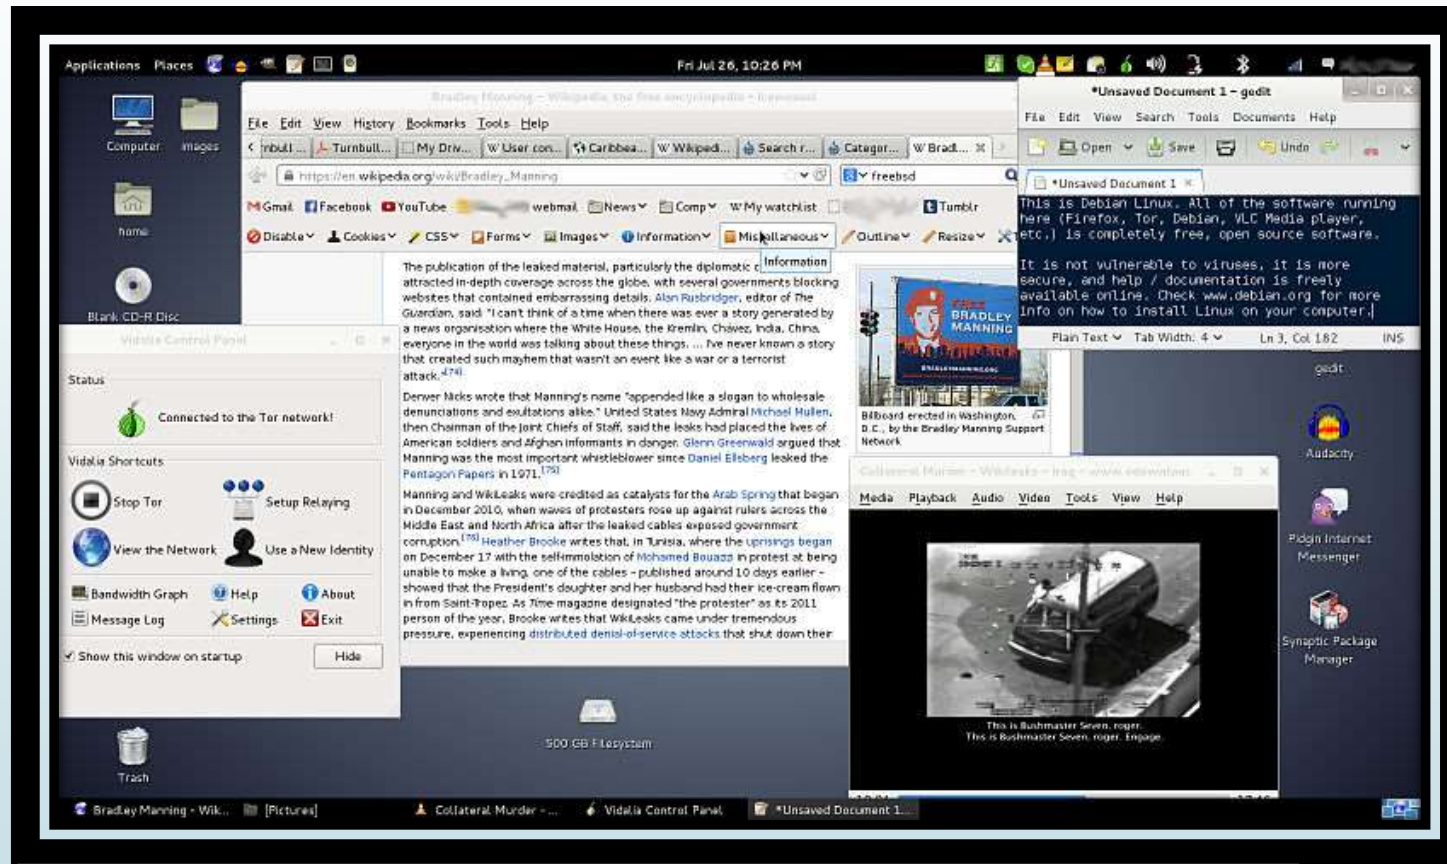 Applications Places
Fri Jul 26, 10:26 PM
Computer
images
home
Blank CD-R Disc
Bradley Manning - Wikipedia, the free encyclopedia - Iceweasel
File Edit View History Bookmarks Tools Help
Turnbull... My Driv... User con... Caribbea... Wikiped... Search r... Categor... Brad...
https://en.wikipedia.org/wiki/Bradley_Manning
freebsd
Gmail Facebook YouTube webmail News Comp My watchlist Tumblr
Disable Cookies CSS Forms Images Information Miscellaneous Outline Resize
Information
The publication of the leaked material, particularly the diplomatic
attracted in-depth coverage across the globe, with several governments blocking
websites that contained embarrassing details. Alan Rusbridger, editor of The
Guardian, said: "I can't think of a time when there was ever a story generated by
a news organisation where the White House, the Kremlin, Chávez, India, China,
everyone in the world was talking about these things. ... I've never known a story
that created such mayhem that wasn't an event like a war or a terrorist
attack."[74]
Denver Nicks wrote that Manning's name "appended like a slogan to wholesale
denunciations and exultations alike." United States Navy Admiral Michael Mullen,
then Chairman of the Joint Chiefs of Staff, said the leaks had placed the lives of
American soldiers and Afghan informants in danger. Glenn Greenwald argued that
Manning was the most important whistleblower since Daniel Ellsberg leaked the
Pentagon Papers in 1971.[75]
Manning and WikiLeaks were credited as catalysts for the Arab Spring that began
in December 2010, when waves of protesters rose up against rulers across the
Middle East and North Africa after the leaked cables exposed government
corruption.[76] Heather Brooke writes that, in Tunisia, where the uprisings began
on December 17 with the self-immolation of Mohamed Bouazzi in protest at being
unable to make a living, one of the cables – published around 10 days earlier –
showed that the President's daughter and her husband had their ice-cream flown
in from Saint-Tropez. As Time magazine designated "the protester" as its 2011
person of the year, Brooke writes that WikiLeaks came under tremendous
pressure, experiencing distributed denial-of-service attacks that shut down their
FREE
BRADLEY
MANNING
BRADLEYMANNING.ORG
Billboard erected in Washington,
D.C., by the Bradley Manning Support
Network
*Unsaved Document 1 - gedit
File Edit View Search Tools Documents Help
Open Save Undo
*Unsaved Document 1
This is Debian Linux. All of the software running
here (Firefox, Tor, Debian, VLC Media player,
etc.) is completely free, open source software.
It is not vulnerable to viruses, it is more
secure, and help / documentation is freely
available online. Check www.debian.org for more
info on how to install Linux on your computer.
Plain Text Tab Width: 4 Ln 3, Col 182 INS
gedit
Audacity
Pidgin Internet
Messenger
Synaptic Package
Manager
Vidalia Control Panel
Status
Connected to the Tor network!
Vidalia Shortcuts
Stop Tor
Setup Relaying
View the Network
Use a New Identity
Bandwidth Graph
Help
About
Message Log
Settings
Exit
Show this window on startup
Hide
Collateral Murder - Wikileaks - Iraq -
Media Playback Audio Video Tools View Help
This is Bushmaster Seven, roger.
This is Bushmaster Seven, roger. Engage.
500 GB Filesystem
Trash
Bradley Manning - Wik... [Pictures] Collateral Murder - ... Vidalia Control Panel *Unsaved Document 1...